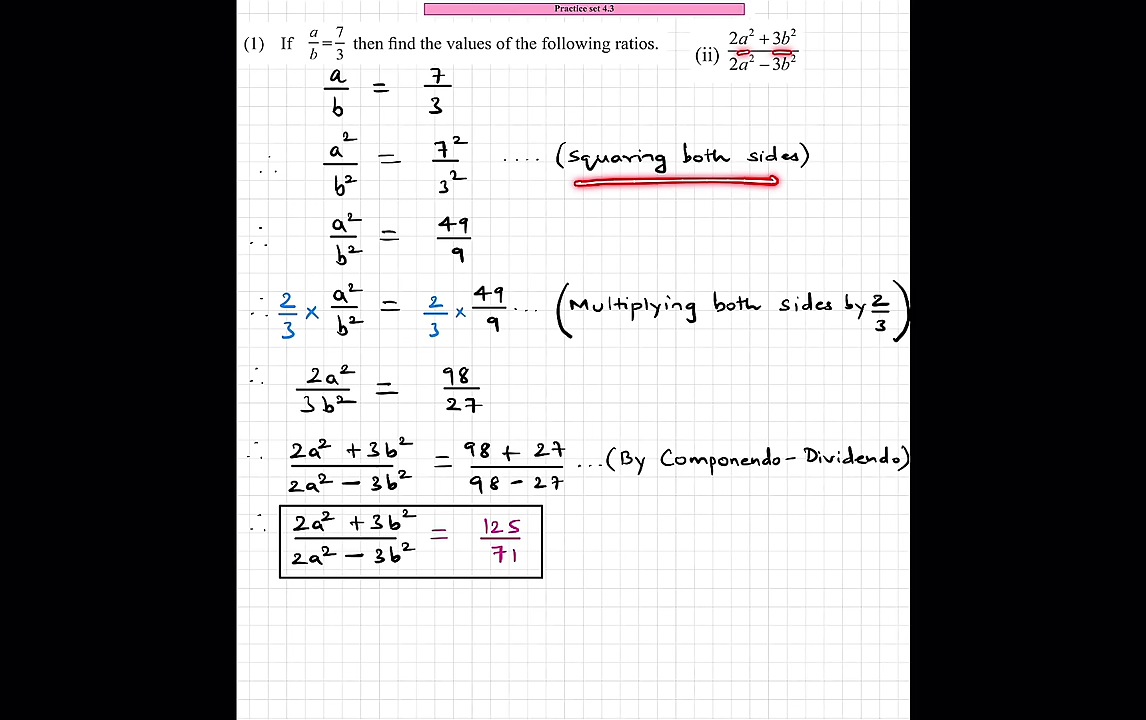 Practice set 4.3
(1) If a/b = 7/3 then find the values of the following ratios. (ii) 2a² + 3b² / 2a² − 3b²
a/b = 7/3
∴ a²/b² = 7²/3² .... (Squaring both sides)
∴ a²/b² = 49/9
∴ 2/3 × a²/b² = 2/3 × 49/9 ... (Multiplying both sides by 2/3)
∴ 2a²/3b² = 98/27
∴ 2a² + 3b² / 2a² − 3b² = 98 + 27 / 98 − 27 ... (By Componendo - Dividendo)
∴ 2a² + 3b² / 2a² − 3b² = 125/71